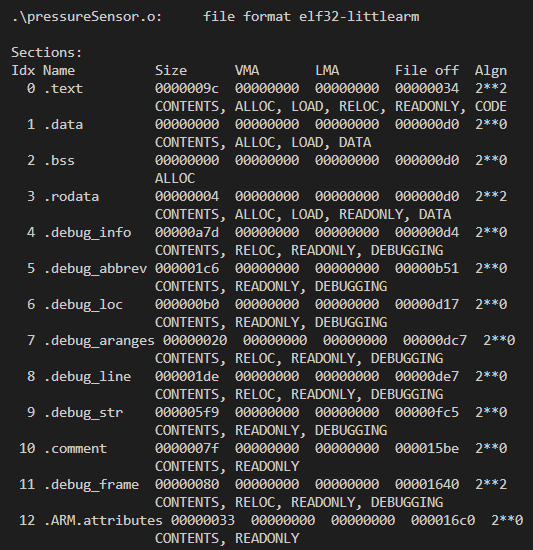 .\pressureSensor.o:     file format elf32-littlearm

Sections:
Idx Name          Size      VMA       LMA       File off  Algn
  0 .text         0000009c  00000000  00000000  00000034  2**2
                  CONTENTS, ALLOC, LOAD, RELOC, READONLY, CODE
  1 .data         00000000  00000000  00000000  000000d0  2**0
                  CONTENTS, ALLOC, LOAD, DATA
  2 .bss          00000000  00000000  00000000  000000d0  2**0
                  ALLOC
  3 .rodata       00000004  00000000  00000000  000000d0  2**2
                  CONTENTS, ALLOC, LOAD, READONLY, DATA
  4 .debug_info   00000a7d  00000000  00000000  000000d4  2**0
                  CONTENTS, RELOC, READONLY, DEBUGGING
  5 .debug_abbrev 000001c6  00000000  00000000  00000b51  2**0
                  CONTENTS, READONLY, DEBUGGING
  6 .debug_loc    000000b0  00000000  00000000  00000d17  2**0
                  CONTENTS, READONLY, DEBUGGING
  7 .debug_aranges 00000020  00000000  00000000  00000dc7  2**0
                  CONTENTS, RELOC, READONLY, DEBUGGING
  8 .debug_line   000001de  00000000  00000000  00000de7  2**0
                  CONTENTS, RELOC, READONLY, DEBUGGING
  9 .debug_str    000005f9  00000000  00000000  00000fc5  2**0
                  CONTENTS, READONLY, DEBUGGING
 10 .comment      0000007f  00000000  00000000  000015be  2**0
                  CONTENTS, READONLY
 11 .debug_frame  00000080  00000000  00000000  00001640  2**2
                  CONTENTS, RELOC, READONLY, DEBUGGING
 12 .ARM.attributes 00000033  00000000  00000000  000016c0  2**0
                  CONTENTS, READONLY